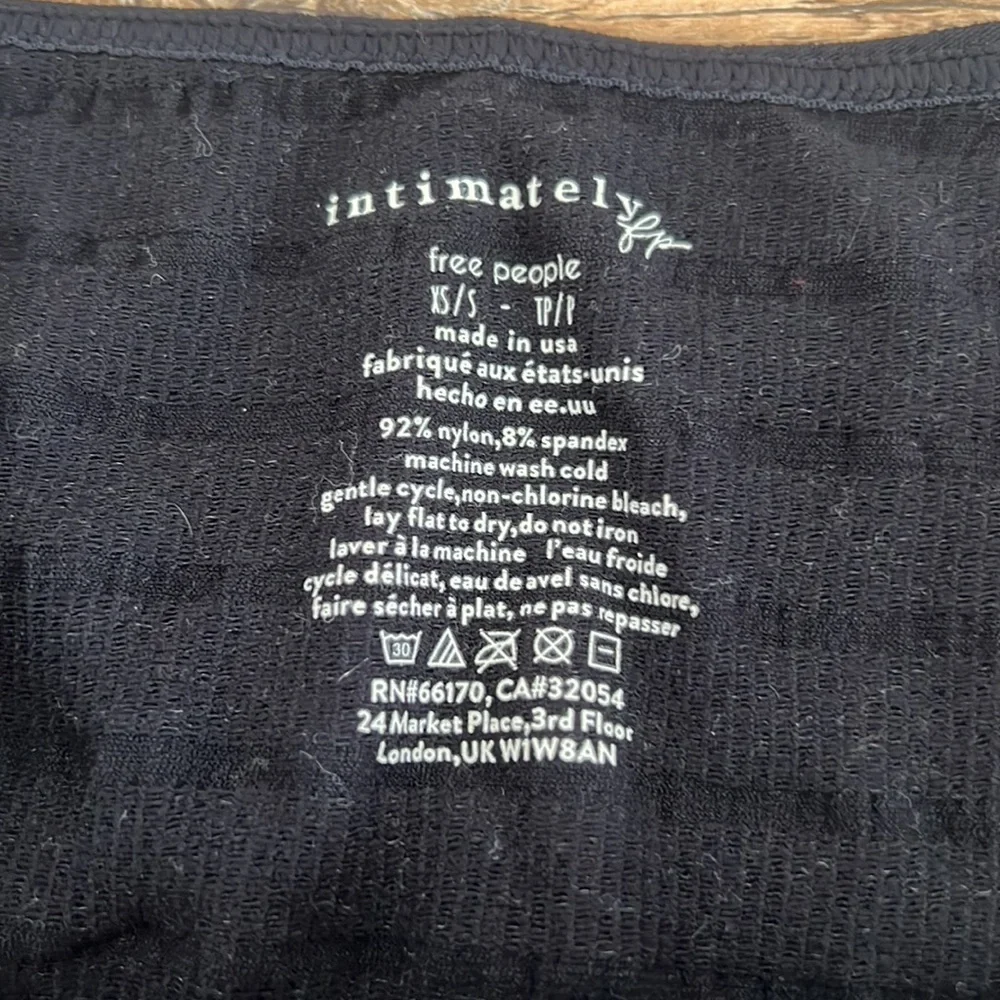 intimately fp
free people
XS/S - TP/P
made in usa
fabriqué aux états-unis
hecho en ee.uu
92% nylon,8% spandex
machine wash cold
gentle cycle,non-chlorine bleach,
lay flat to dry,do not iron
laver à la machine l'eau froide
cycle délicat, eau de avel sans chlore,
faire sécher à plat, ne pas repasser
30
RN#66170, CA#32054
24 Market Place,3rd Floor
London,UK W1W8AN